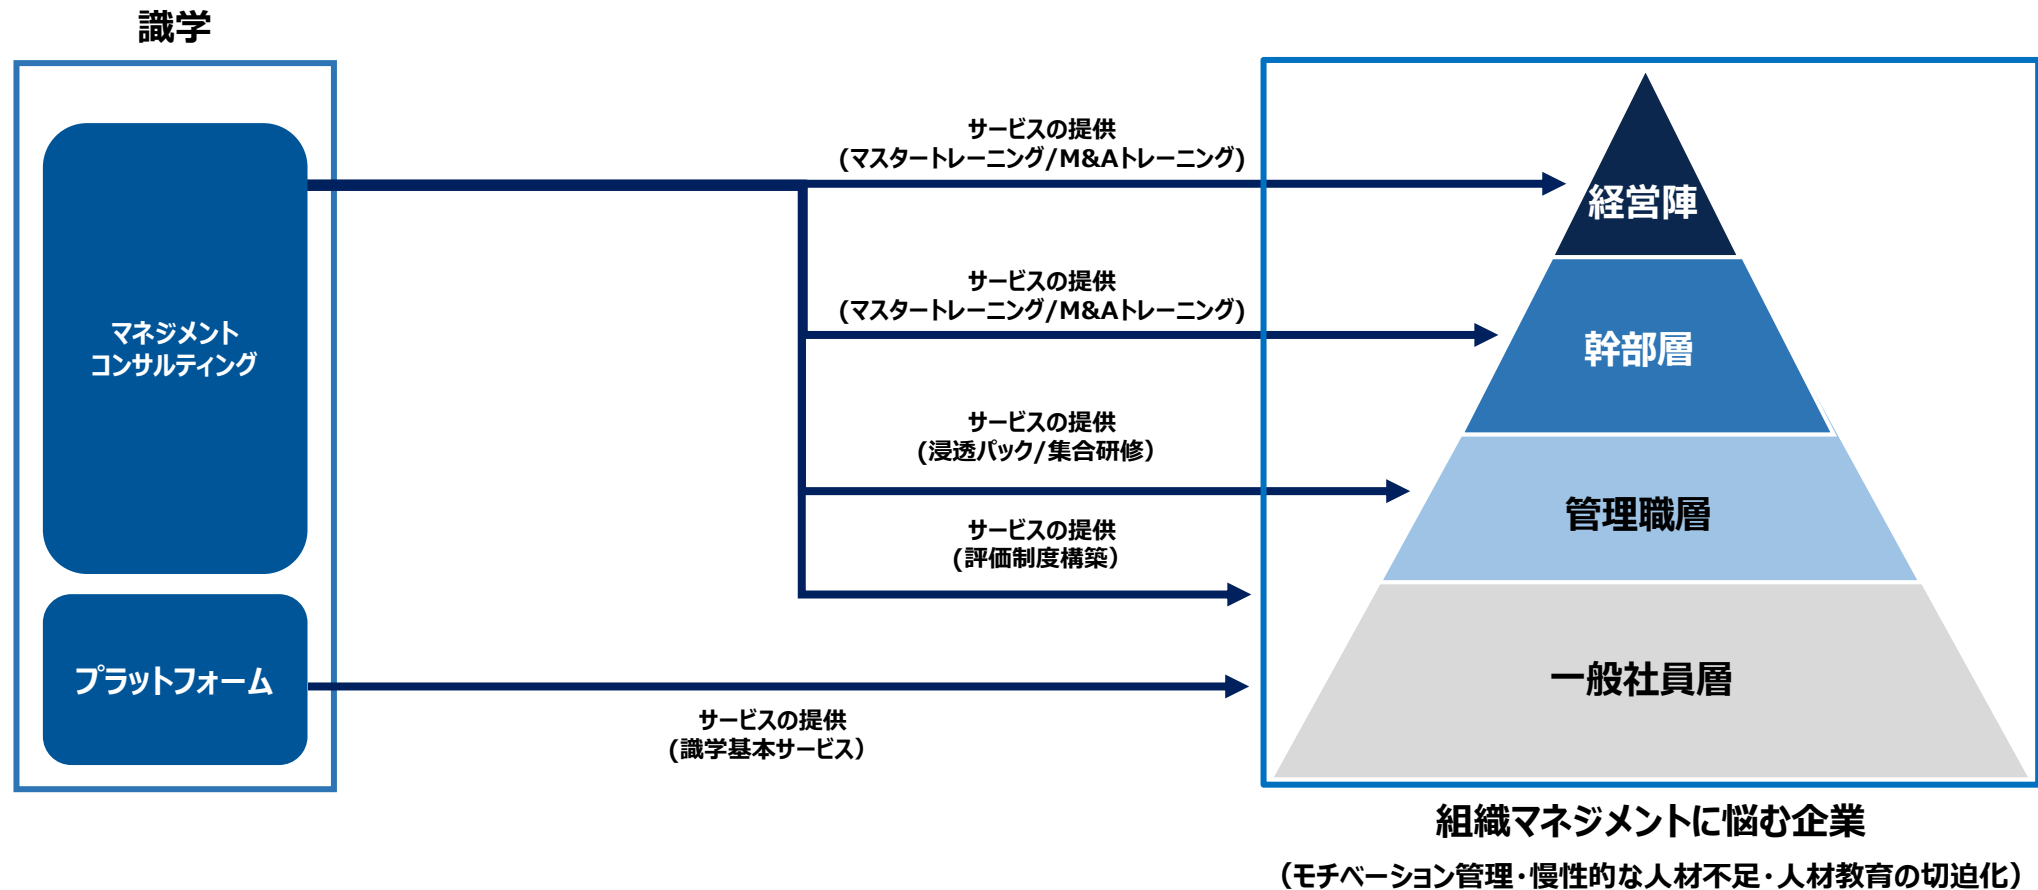 識学
マネジメント
コンサルティング
プラットフォーム
サービスの提供
(マスタートレーニング/M&Aトレーニング)
サービスの提供
(マスタートレーニング/M&Aトレーニング)
サービスの提供
(浸透パック/集合研修）
サービスの提供
(評価制度構築）
サービスの提供
(識学基本サービス）
経営陣
幹部層
管理職層
一般社員層
組織マネジメントに悩む企業
（モチベーション管理･慢性的な人材不足･人材教育の切迫化）